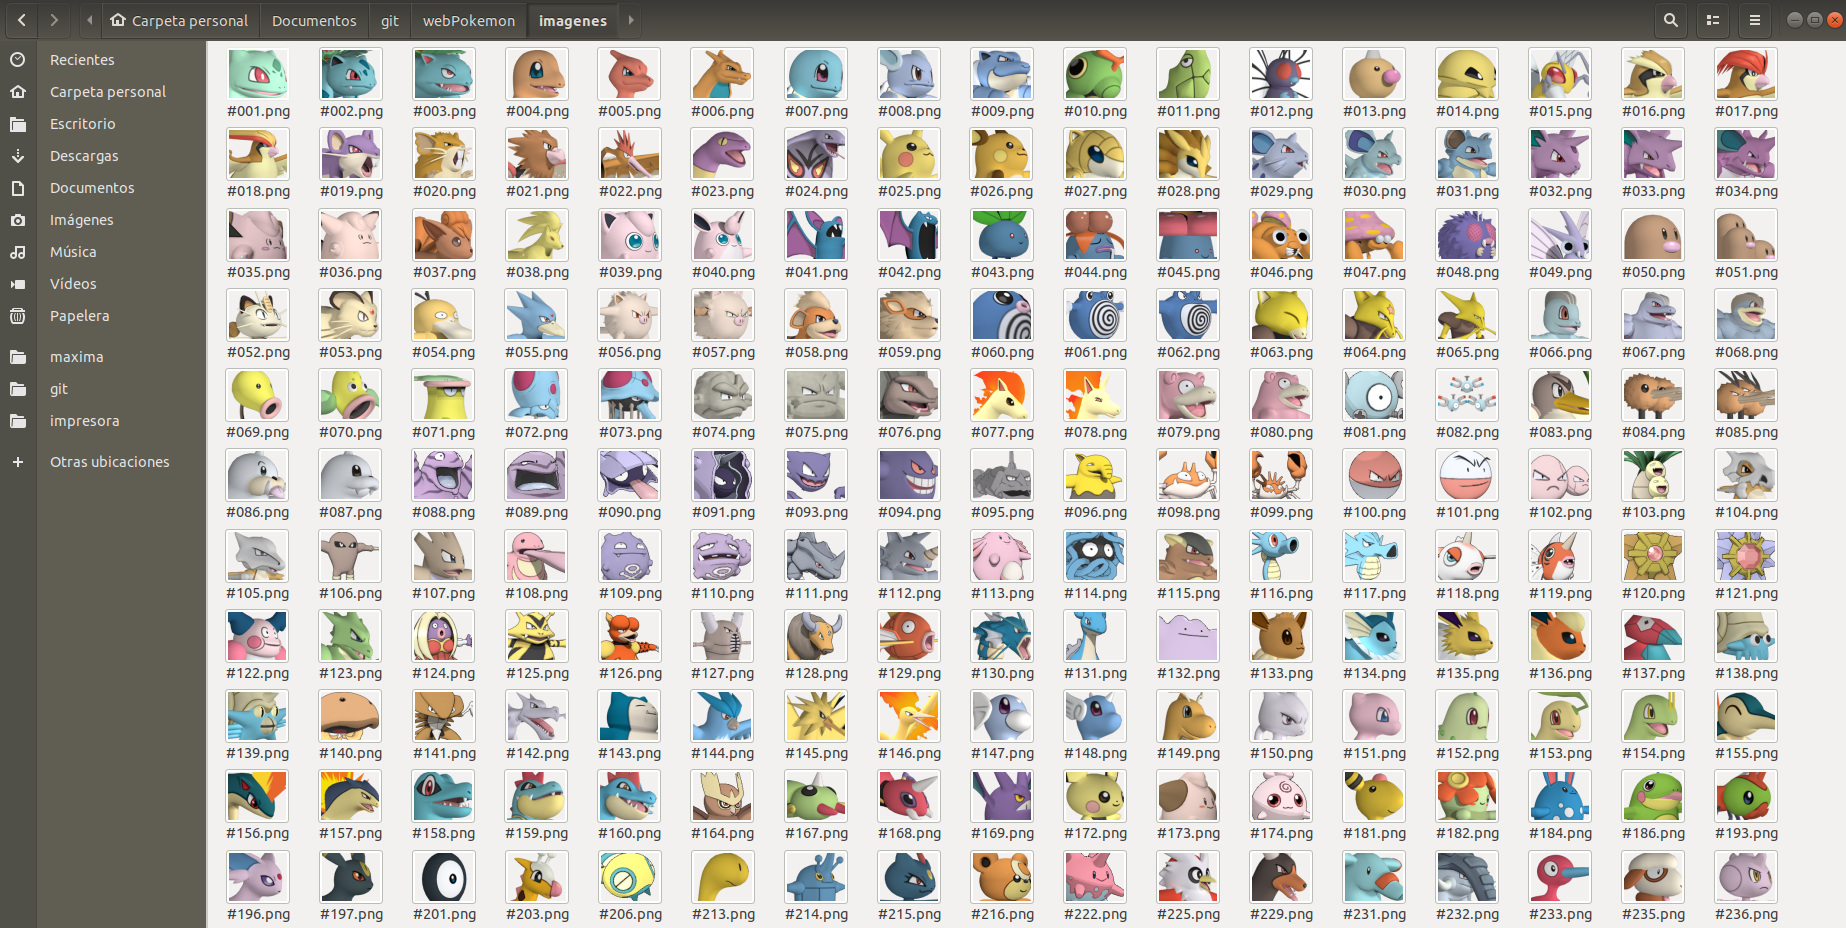 Carpeta personal Documentos git webPokemon imagenes
Recientes
Carpeta personal
Escritorio
Descargas
Documentos
Imágenes
Música
Vídeos
Papelera
maxima
git
impresora
Otras ubicaciones
#001.png #002.png #003.png #004.png #005.png #006.png #007.png #008.png #009.png #010.png #011.png #012.png #013.png #014.png #015.png #016.png #017.png
#018.png #019.png #020.png #021.png #022.png #023.png #024.png #025.png #026.png #027.png #028.png #029.png #030.png #031.png #032.png #033.png #034.png
#035.png #036.png #037.png #038.png #039.png #040.png #041.png #042.png #043.png #044.png #045.png #046.png #047.png #048.png #049.png #050.png #051.png
#052.png #053.png #054.png #055.png #056.png #057.png #058.png #059.png #060.png #061.png #062.png #063.png #064.png #065.png #066.png #067.png #068.png
#069.png #070.png #071.png #072.png #073.png #074.png #075.png #076.png #077.png #078.png #079.png #080.png #081.png #082.png #083.png #084.png #085.png
#086.png #087.png #088.png #089.png #090.png #091.png #093.png #094.png #095.png #096.png #098.png #099.png #100.png #101.png #102.png #103.png #104.png
#105.png #106.png #107.png #108.png #109.png #110.png #111.png #112.png #113.png #114.png #115.png #116.png #117.png #118.png #119.png #120.png #121.png
#122.png #123.png #124.png #125.png #126.png #127.png #128.png #129.png #130.png #131.png #132.png #133.png #134.png #135.png #136.png #137.png #138.png
#139.png #140.png #141.png #142.png #143.png #144.png #145.png #146.png #147.png #148.png #149.png #150.png #151.png #152.png #153.png #154.png #155.png
#156.png #157.png #158.png #159.png #160.png #164.png #167.png #168.png #169.png #172.png #173.png #174.png #181.png #182.png #184.png #186.png #193.png
#196.png #197.png #201.png #203.png #206.png #213.png #214.png #215.png #216.png #222.png #225.png #229.png #231.png #232.png #233.png #235.png #236.png